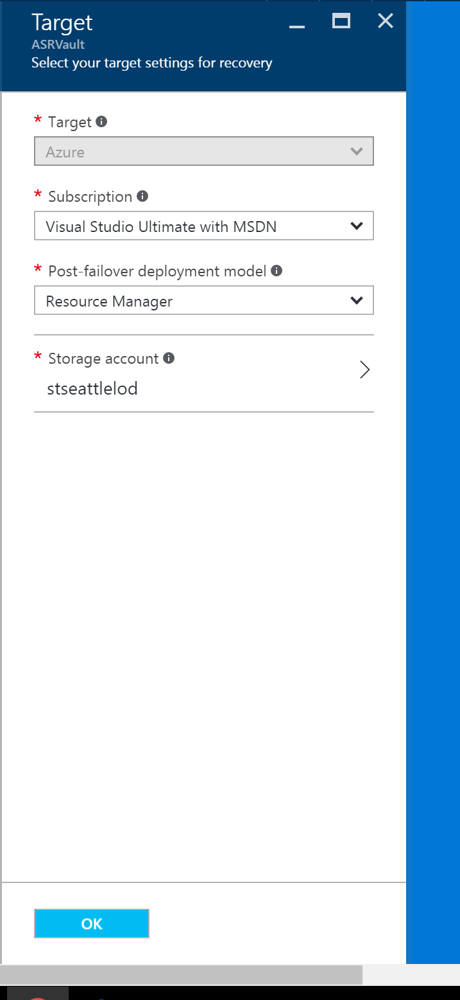 Target
ASRVault
Select your target settings for recovery
* Target
Azure
* Subscription
Visual Studio Ultimate with MSDN
* Post-failover deployment model
Resource Manager
* Storage account
stseattlelod
OK